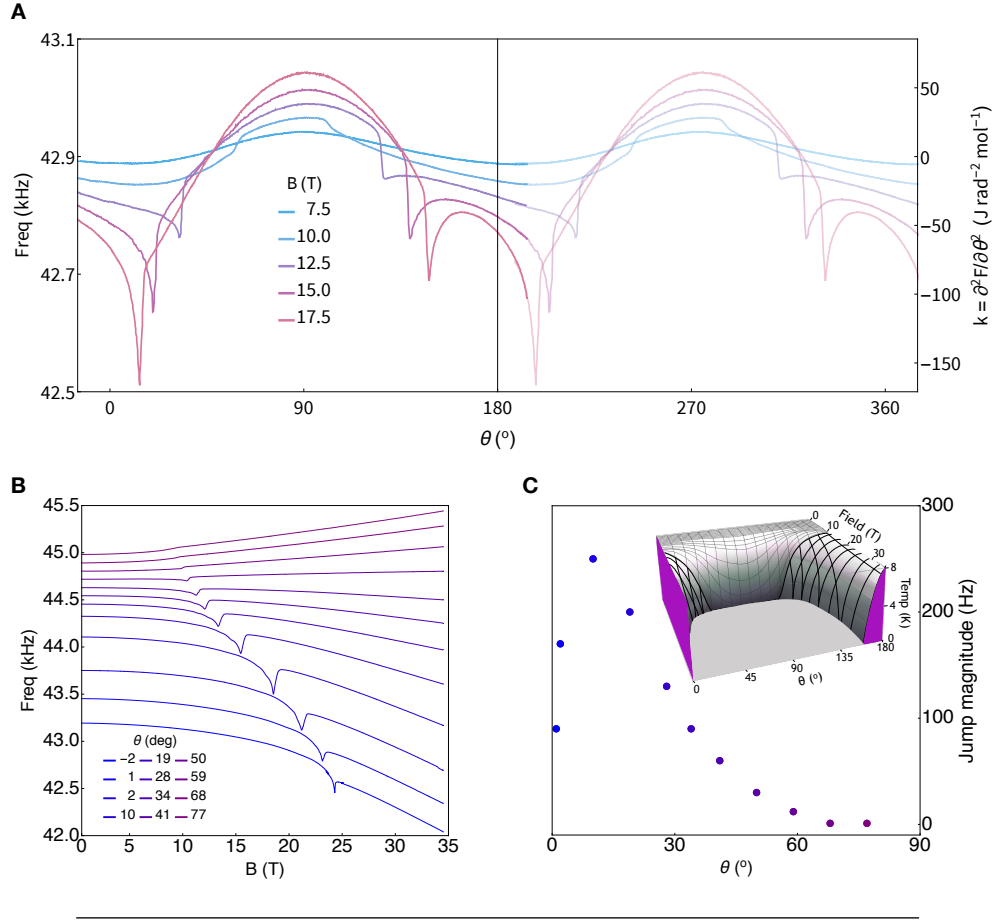 A
43.1
42.9
42.7
42.5
Freq (kHz)
B (T)
7.5
10.0
12.5
15.0
17.5
50
0
−50
−100
−150
k = ∂²F/∂θ² (J rad⁻² mol⁻¹)
0 90 180 270 360
θ (º)
B
45.5
45.0
44.5
44.0
43.5
43.0
42.5
42.0
Freq (kHz)
θ (deg)
−2 19 50
1 28 59
2 34 68
10 41 77
0 5 10 15 20 25 30 35
B (T)
C
300
200
100
0
Jump magnitude (Hz)
Field (T)
0
10
20
30
8
4
0
Temp (K)
0 45 90 135 180
θ (º)
0 30 60 90
θ (º)